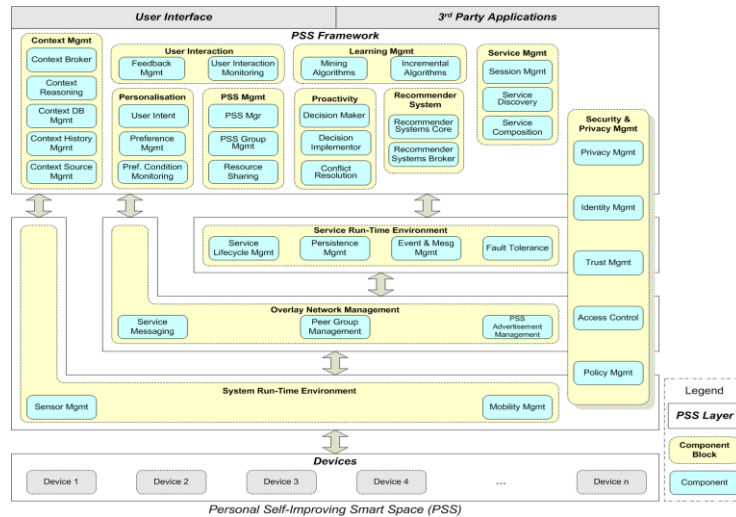 User Interface
3rd Party Applications
PSS Framework
Context Mgmt
Context Broker
Context
Reasoning
Context DB
Mgmt
Context History
Mgmt
Context Source
Mgmt
User Interaction
Feedback
Mgmt
User Interaction
Monitoring
Learning Mgmt
Mining
Algorithms
Incremental
Algorithms
Service Mgmt
Session Mgmt
Service
Discovery
Service
Composition
Personalisation
User Intent
Preference
Mgmt
Pref. Condition
Monitoring
PSS Mgmt
PSS Mgr
PSS Group
Mgmt
Resource
Sharing
Proactivity
Decision Maker
Decision
Implementor
Conflict
Resolution
Recommender
System
Recommender
Systems Core
Recommender
Systems Broker
Security &
Privacy Mgmt
Privacy Mgmt
Identity Mgmt
Trust Mgmt
Access Control
Policy Mgmt
Service Run-Time Environment
Service
Lifecycle Mgmt
Persistence
Mgmt
Event & Mesg
Mgmt
Fault Tolerance
Overlay Network Management
Service
Messaging
Peer Group
Management
PSS
Advertisement
Management
System Run-Time Environment
Sensor Mgmt
Mobility Mgmt
Devices
Device 1
Device 2
Device 3
Device 4
...
Device n
Legend
PSS Layer
Component
Block
Component
Personal Self-Improving Smart Space (PSS)